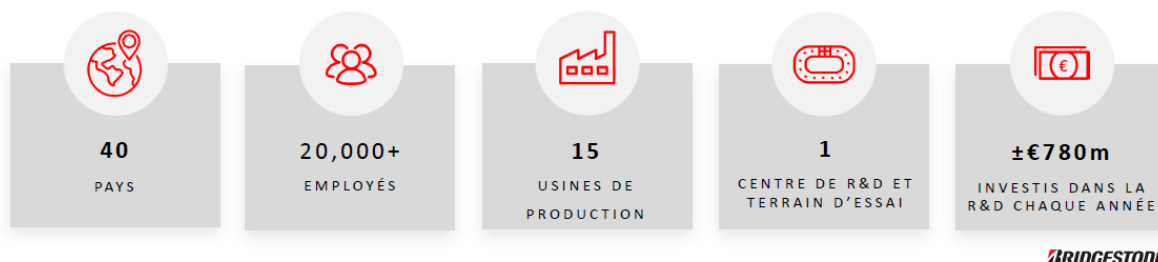 40
PAYS
20,000+
EMPLOYÉS
15
USINES DE
PRODUCTION
1
CENTRE DE R&D ET
TERRAIN D’ESSAI
±€780m
INVESTIS DANS LA
R&D CHAQUE ANNÉE
€
BRIDGESTONE